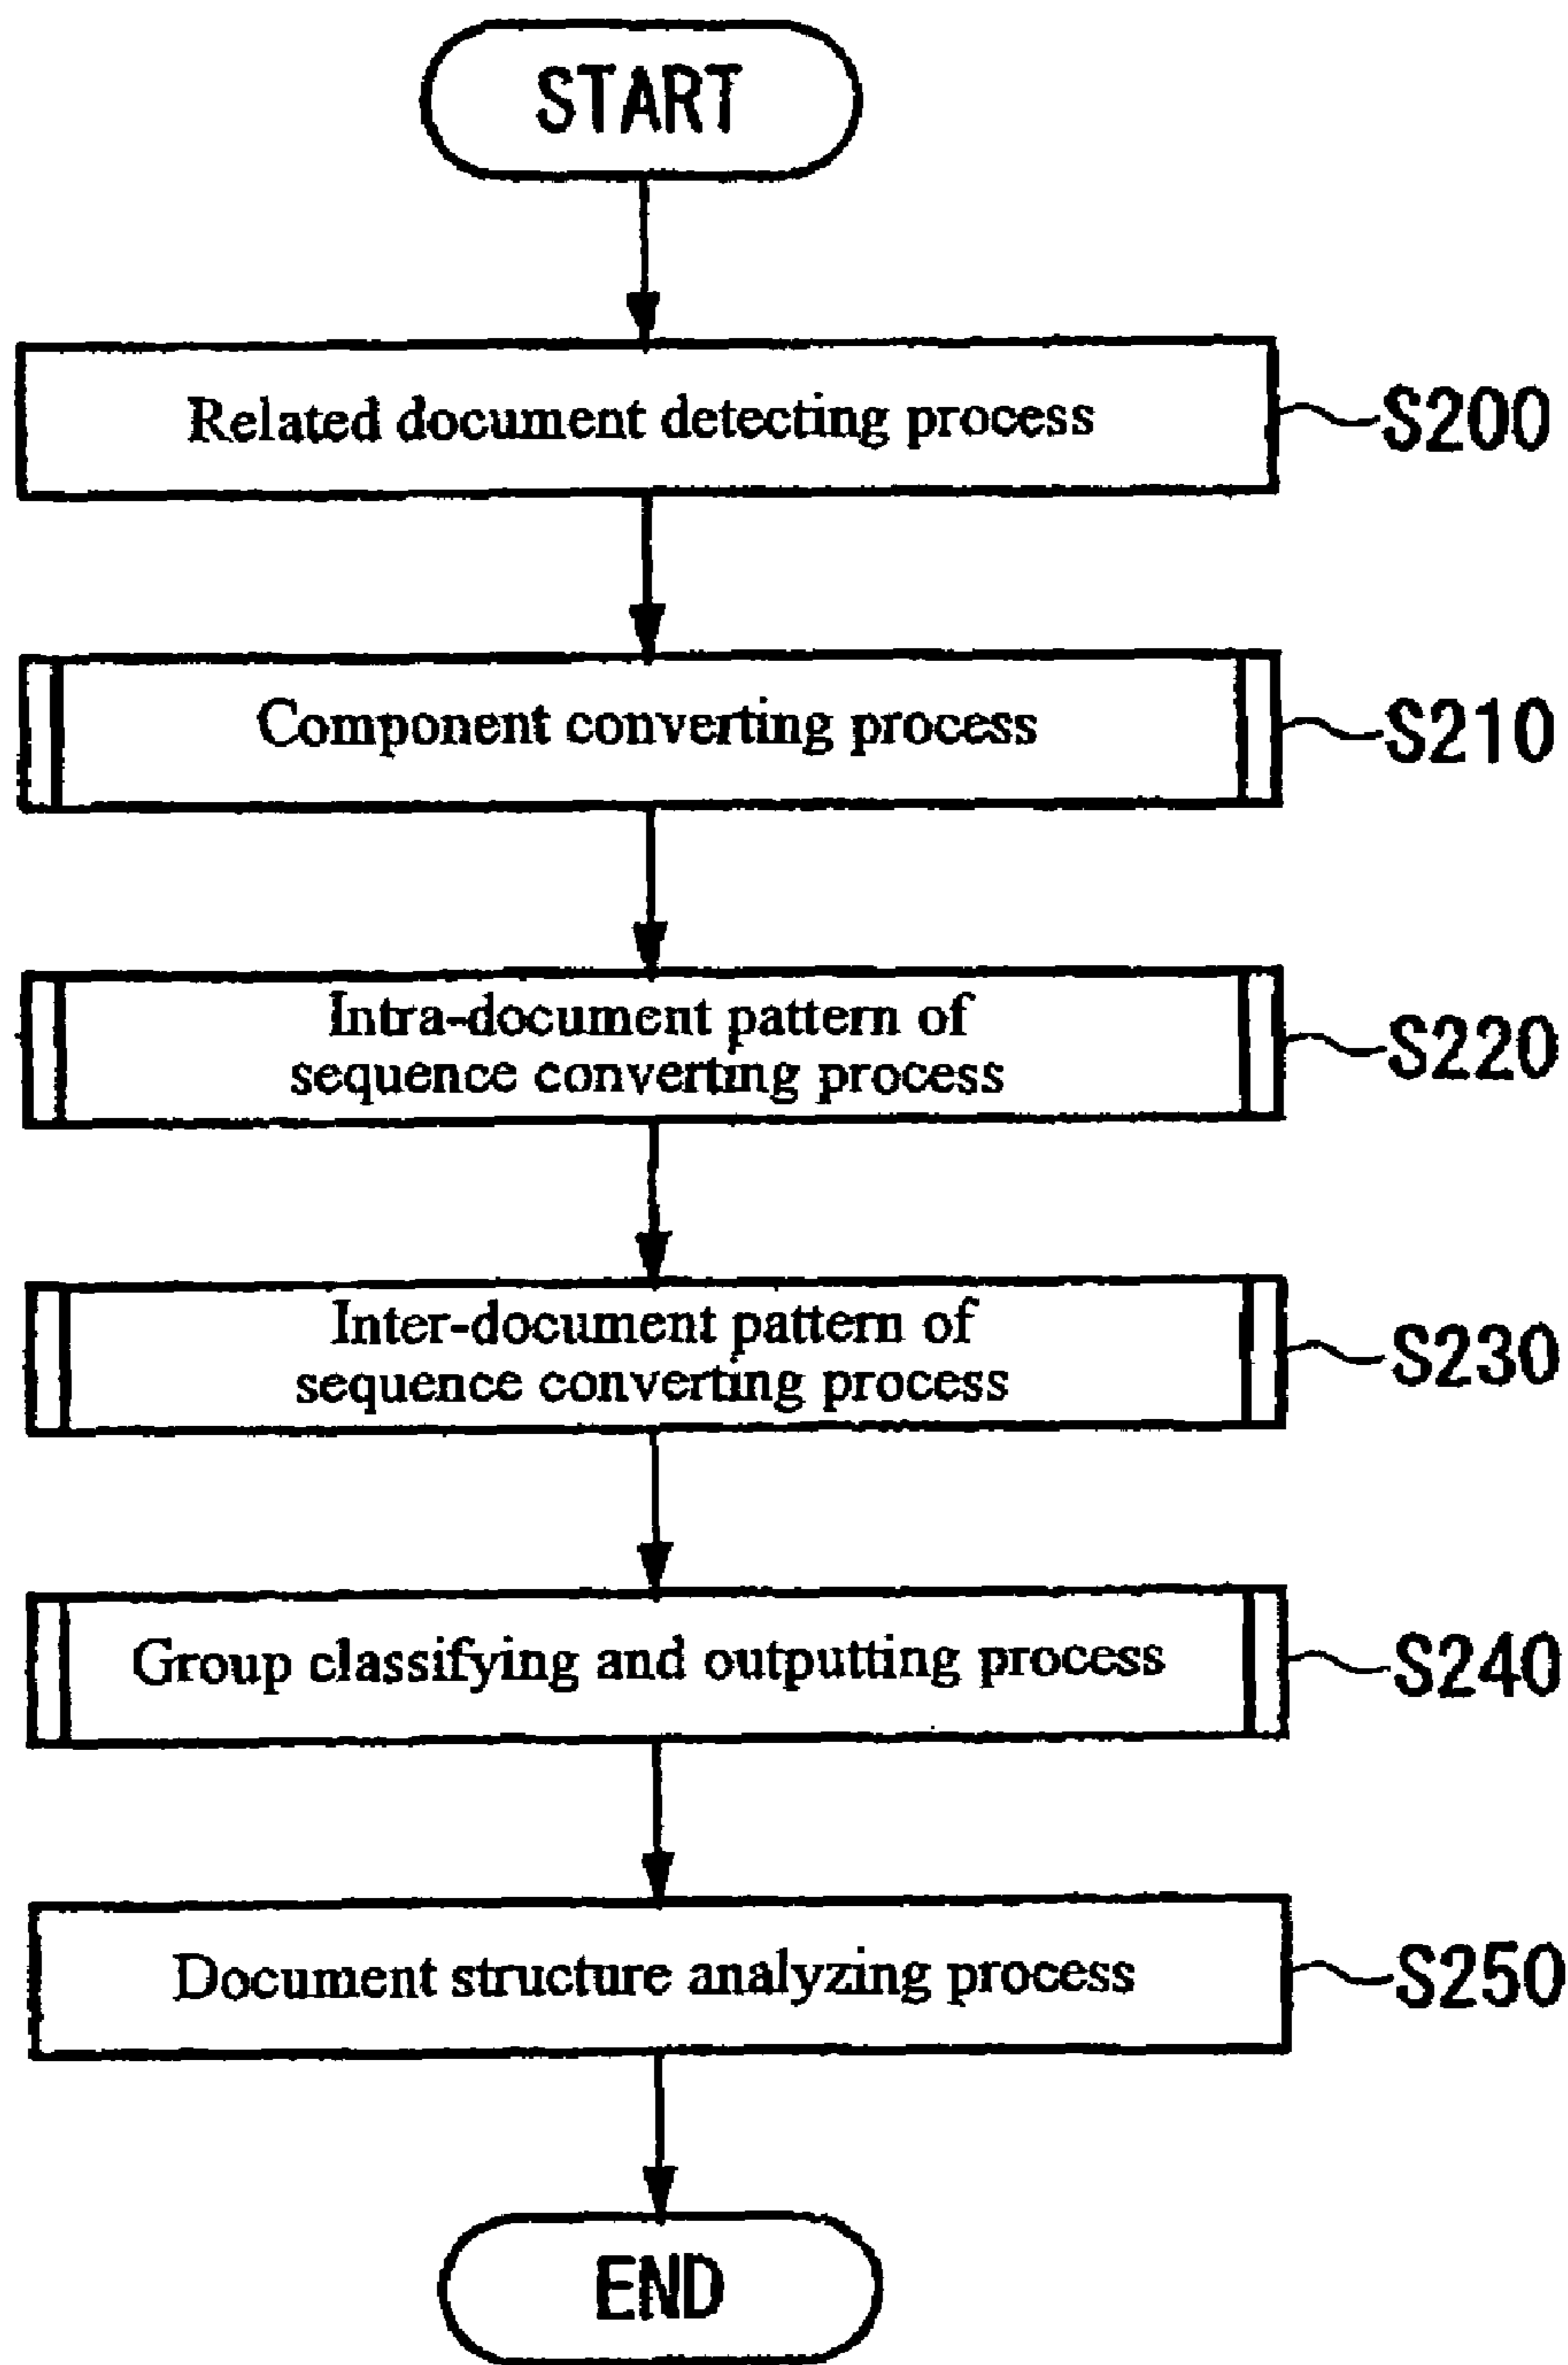 START
Related document detecting process
S200
Component converting process
S210
Intra-document pattern of
sequence converting process
S220
Inter-document pattern of
sequence converting process
S230
Group classifying and outputting process
S240
Document structure analyzing process
S250
END